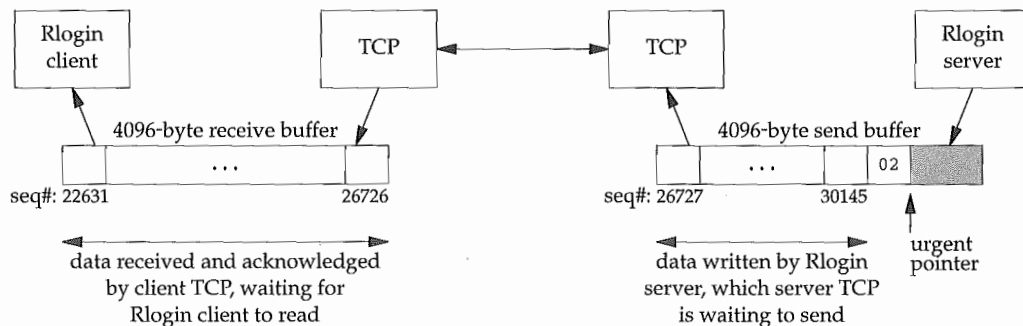 Rlogin
client
TCP
TCP
Rlogin
server
4096-byte receive buffer
4096-byte send buffer
...
...
02
seq#: 22631
26726
seq#: 26727
30145
data received and acknowledged
by client TCP, waiting for
Rlogin client to read
data written by Rlogin
server, which server TCP
is waiting to send
urgent
pointer